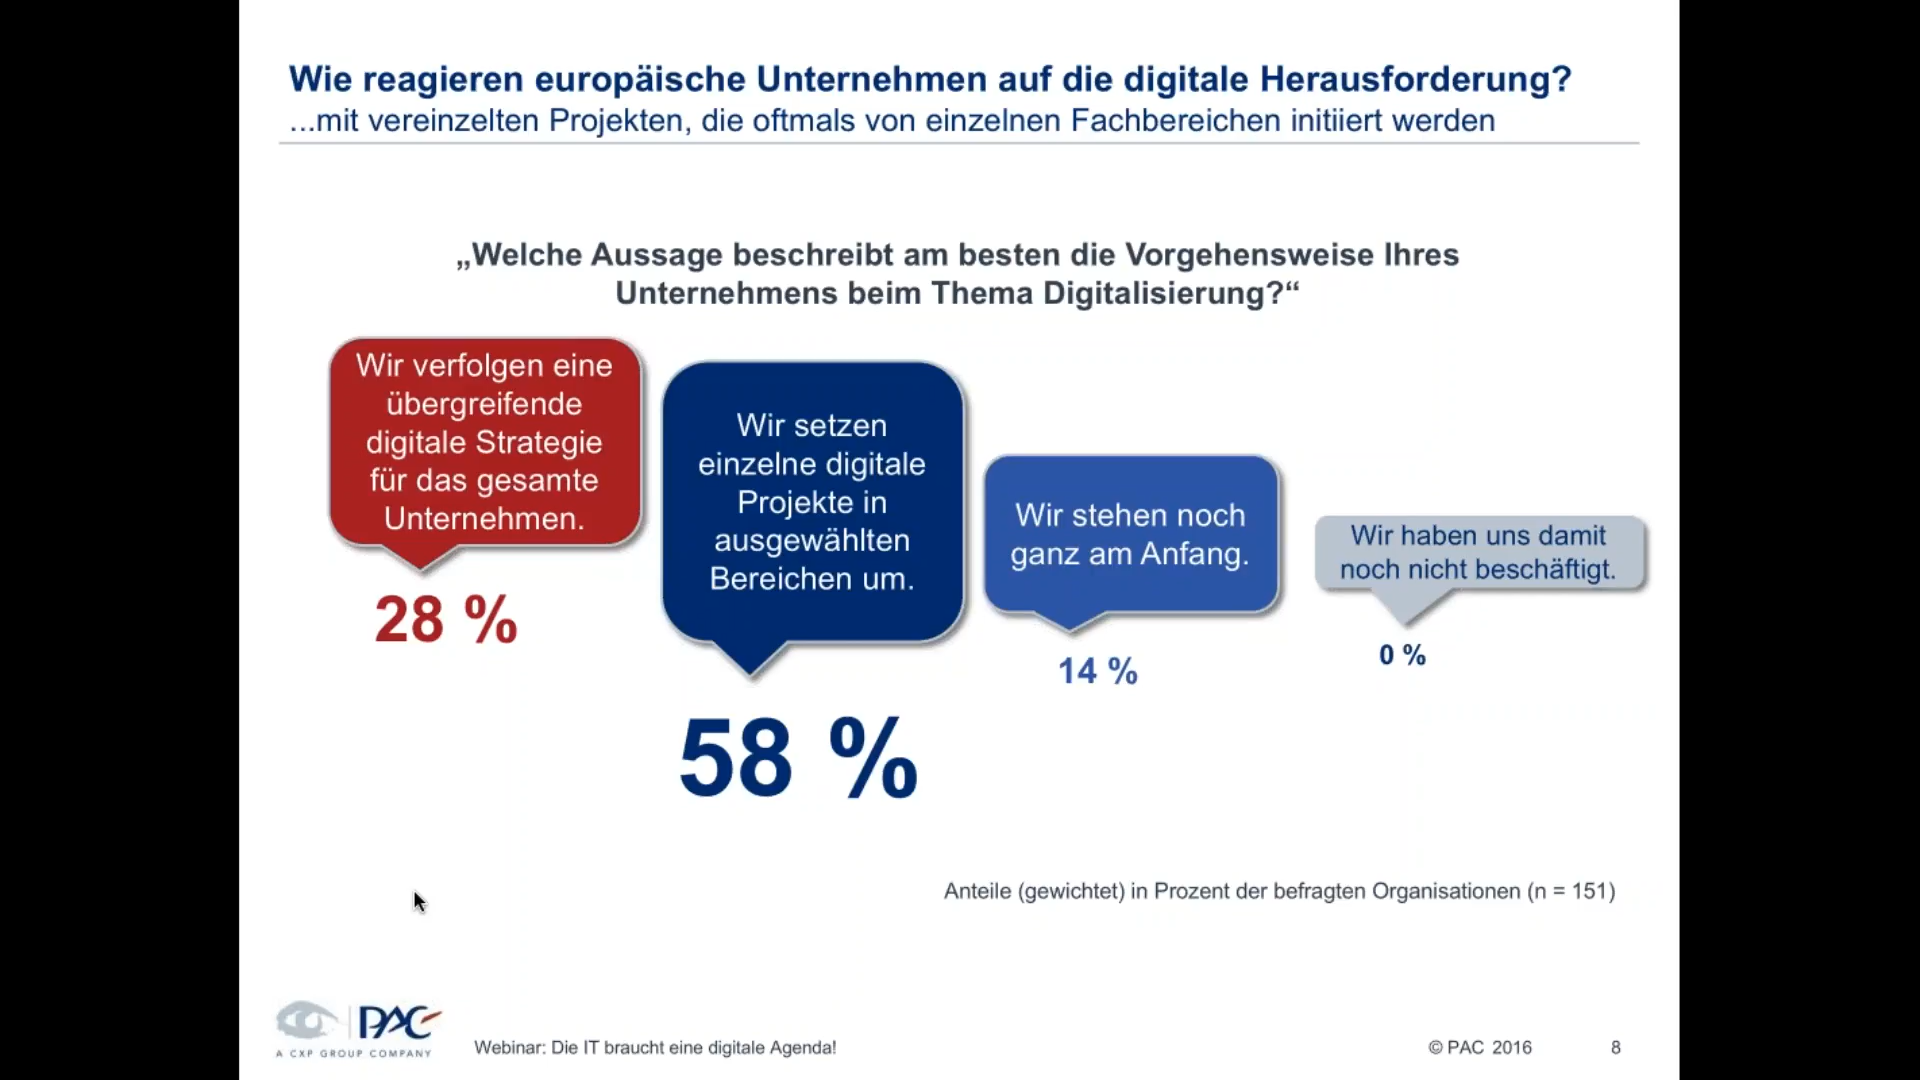 Wie reagieren europäische Unternehmen auf die digitale Herausforderung?
...mit vereinzelten Projekten, die oftmals von einzelnen Fachbereichen initiiert werden
„Welche Aussage beschreibt am besten die Vorgehensweise Ihres
Unternehmens beim Thema Digitalisierung?“
Wir verfolgen eine
übergreifende
digitale Strategie
für das gesamte
Unternehmen.
28 %
Wir setzen
einzelne digitale
Projekte in
ausgewählten
Bereichen um.
58 %
Wir stehen noch
ganz am Anfang.
14 %
Wir haben uns damit
noch nicht beschäftigt.
0 %
Anteile (gewichtet) in Prozent der befragten Organisationen (n = 151)
PAC
A CXP GROUP COMPANY
Webinar: Die IT braucht eine digitale Agenda!
© PAC 2016
8